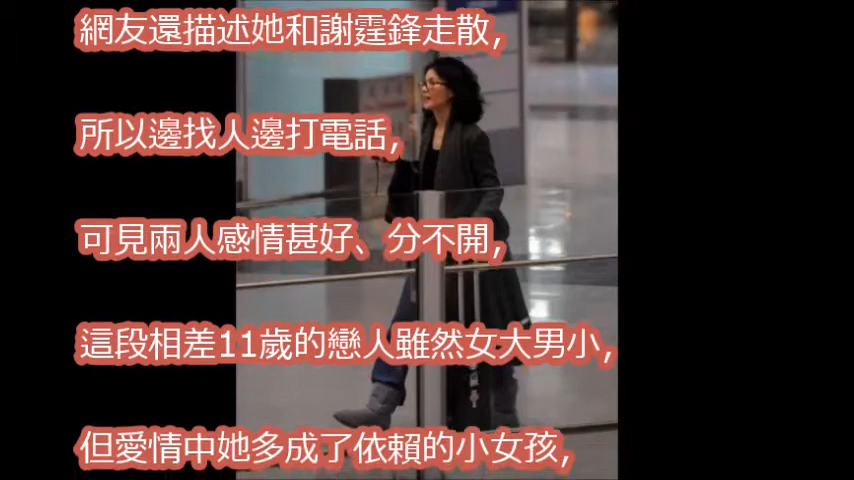 網友還描述她和謝霆鋒走散，
所以邊找人邊打電話，
可見兩人感情甚好、分不開，
這段相差11歲的戀人雖然女大男小，
但愛情中她多成了依賴的小女孩，